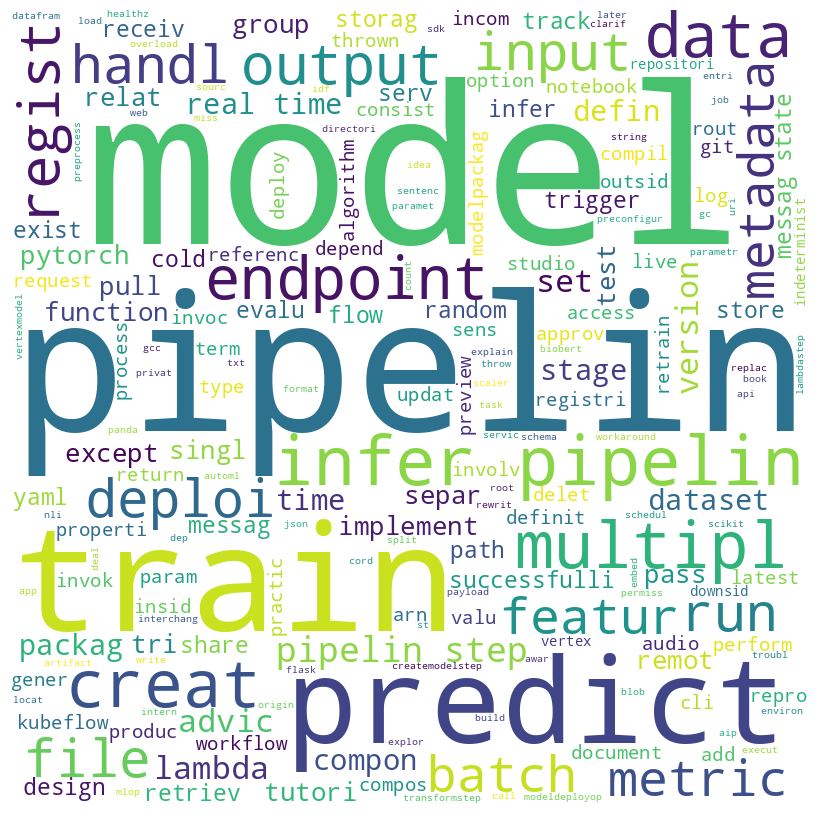 datafram
healthz
load
overload
receiv
group
storag
incom
track
sdk
later
clarif
data
regist
handl
output
thrown
input
repositori
relat
real time
serv
option
notebook
entri
sourc
idf
consist
infer
defin
job
web
miss
directori
rout
string
metadata
messag state
preprocess
model
deploy
algorithm
idea
sentenc
paramet
modelpackag
compil
git
outsid
trigger
log
preconfigur
gc
uri
indeterminist
exist
pytorch
cold
referenc
depend
studio
live
test
parametr
request
pull
endpoint
count
set
version
function
invoc
evalu
flow
random
access
store
vertexmodel
process
term
sens
approv
retrain
gcc
privat
txt
explain
throw
biobert
replac
book
api
lambdastep
type
format
updat
preview
scaler
task
stage
registri
pipelin
panda
servic
schema
workaround
except
singl
infer pipelin
return
automl
involv
root
rewrit
yaml
deploi
time
separ
delet
dataset
nli
properti
messag
json
implement
definit
schedul
scikit
dep
train
split
path
multipl
app
deal
invok
param
cord
payload
successfulli
embed
pass
latest
permiss
interchang
insid
practic
arn
valu
st
featur
run
downsid
packag
tri
share
pipelin step
vertex
audio
perform
artifact
write
flask
createmodelstep
awar
remot
troubl
gener
creat
predict
locat
intern
origin
build
cli
blob
repro
kubeflow
produc
advic
aip
environ
file
workflow
explor
compon
document
add
execut
lambda
batch
metric
design
mlop
retriev
tutori
compos
transformstep
call
modeldeployop